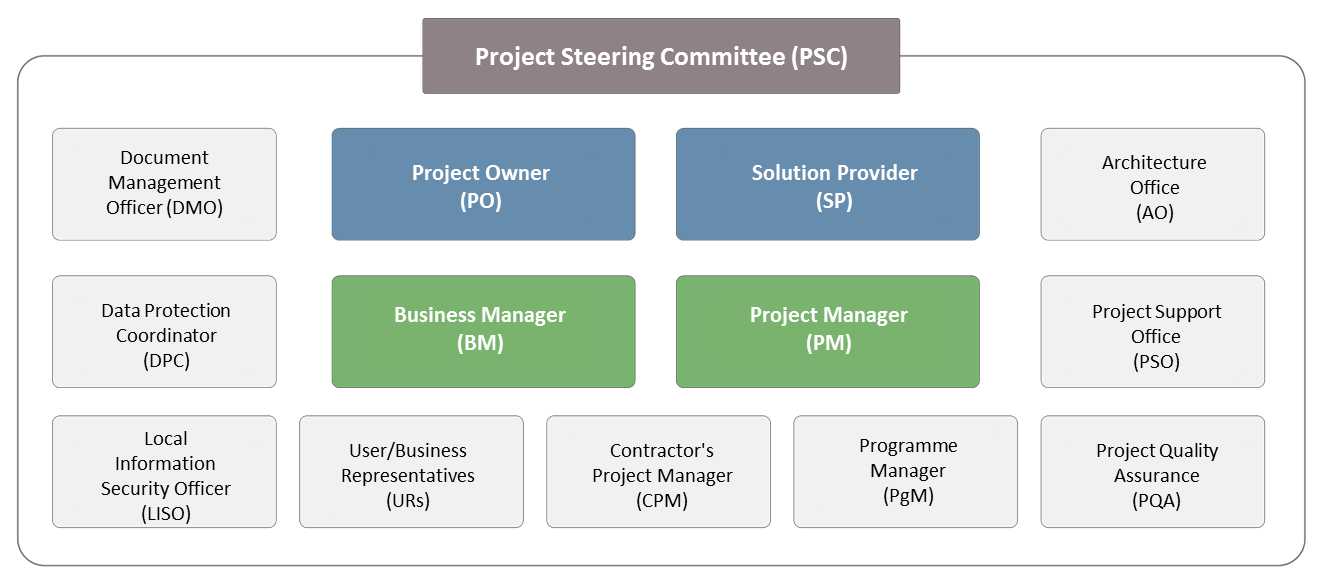 Project Steering Committee (PSC)
Document
Management
Officer (DMO)
Project Owner
(PO)
Solution Provider
(SP)
Architecture
Office
(AO)
Data Protection
Coordinator
(DPC)
Business Manager
(BM)
Project Manager
(PM)
Project Support
Office
(PSO)
Local
Information
Security Officer
(LISO)
User/Business
Representatives
(URs)
Contractor's
Project Manager
(CPM)
Programme
Manager
(PgM)
Project Quality
Assurance
(PQA)